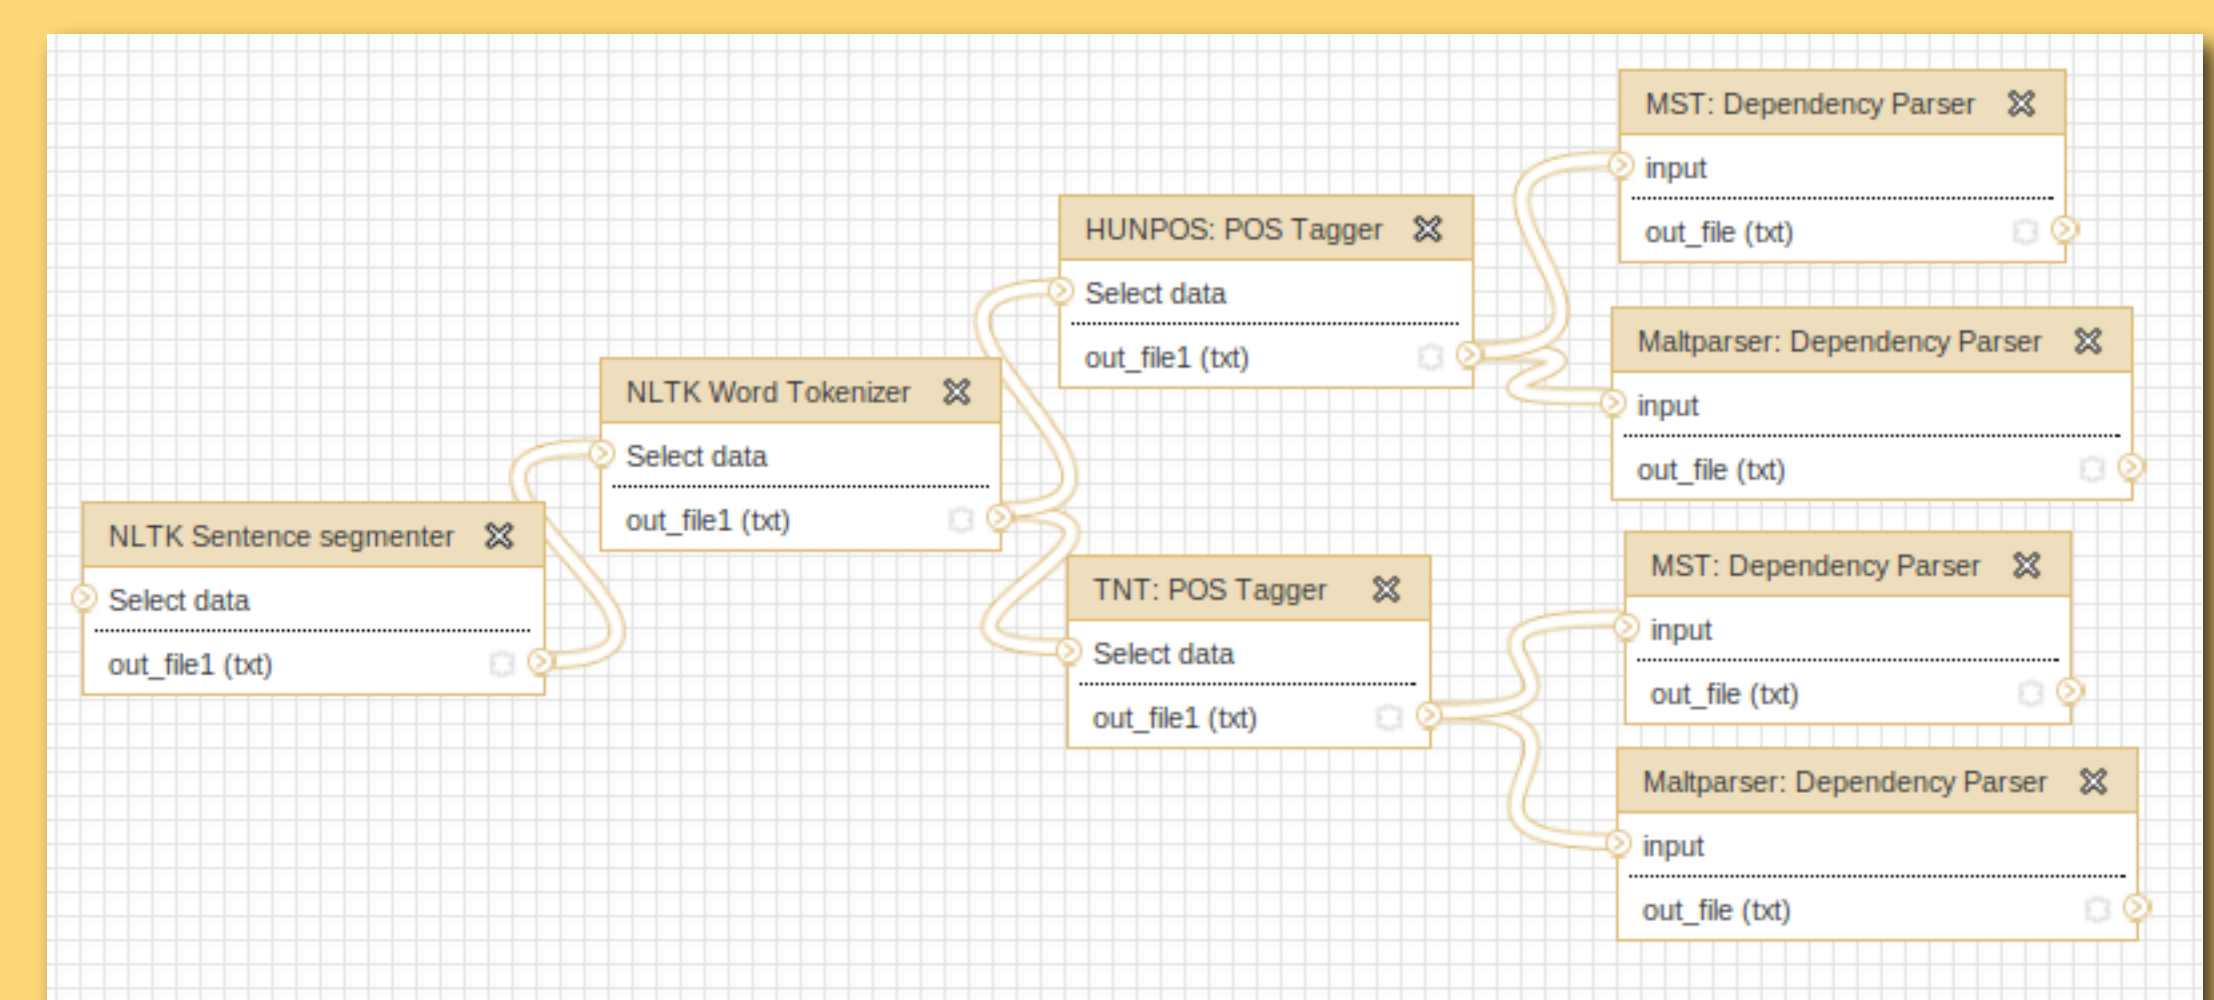 NLTK Sentence segmenter
Select data
out_file1 (txt)
NLTK Word Tokenizer
Select data
out_file1 (txt)
HUNPOS: POS Tagger
Select data
out_file1 (txt)
TNT: POS Tagger
Select data
out_file1 (txt)
MST: Dependency Parser
input
out_file (txt)
Maltparser: Dependency Parser
input
out_file (txt)
MST: Dependency Parser
input
out_file (txt)
Maltparser: Dependency Parser
input
out_file (txt)